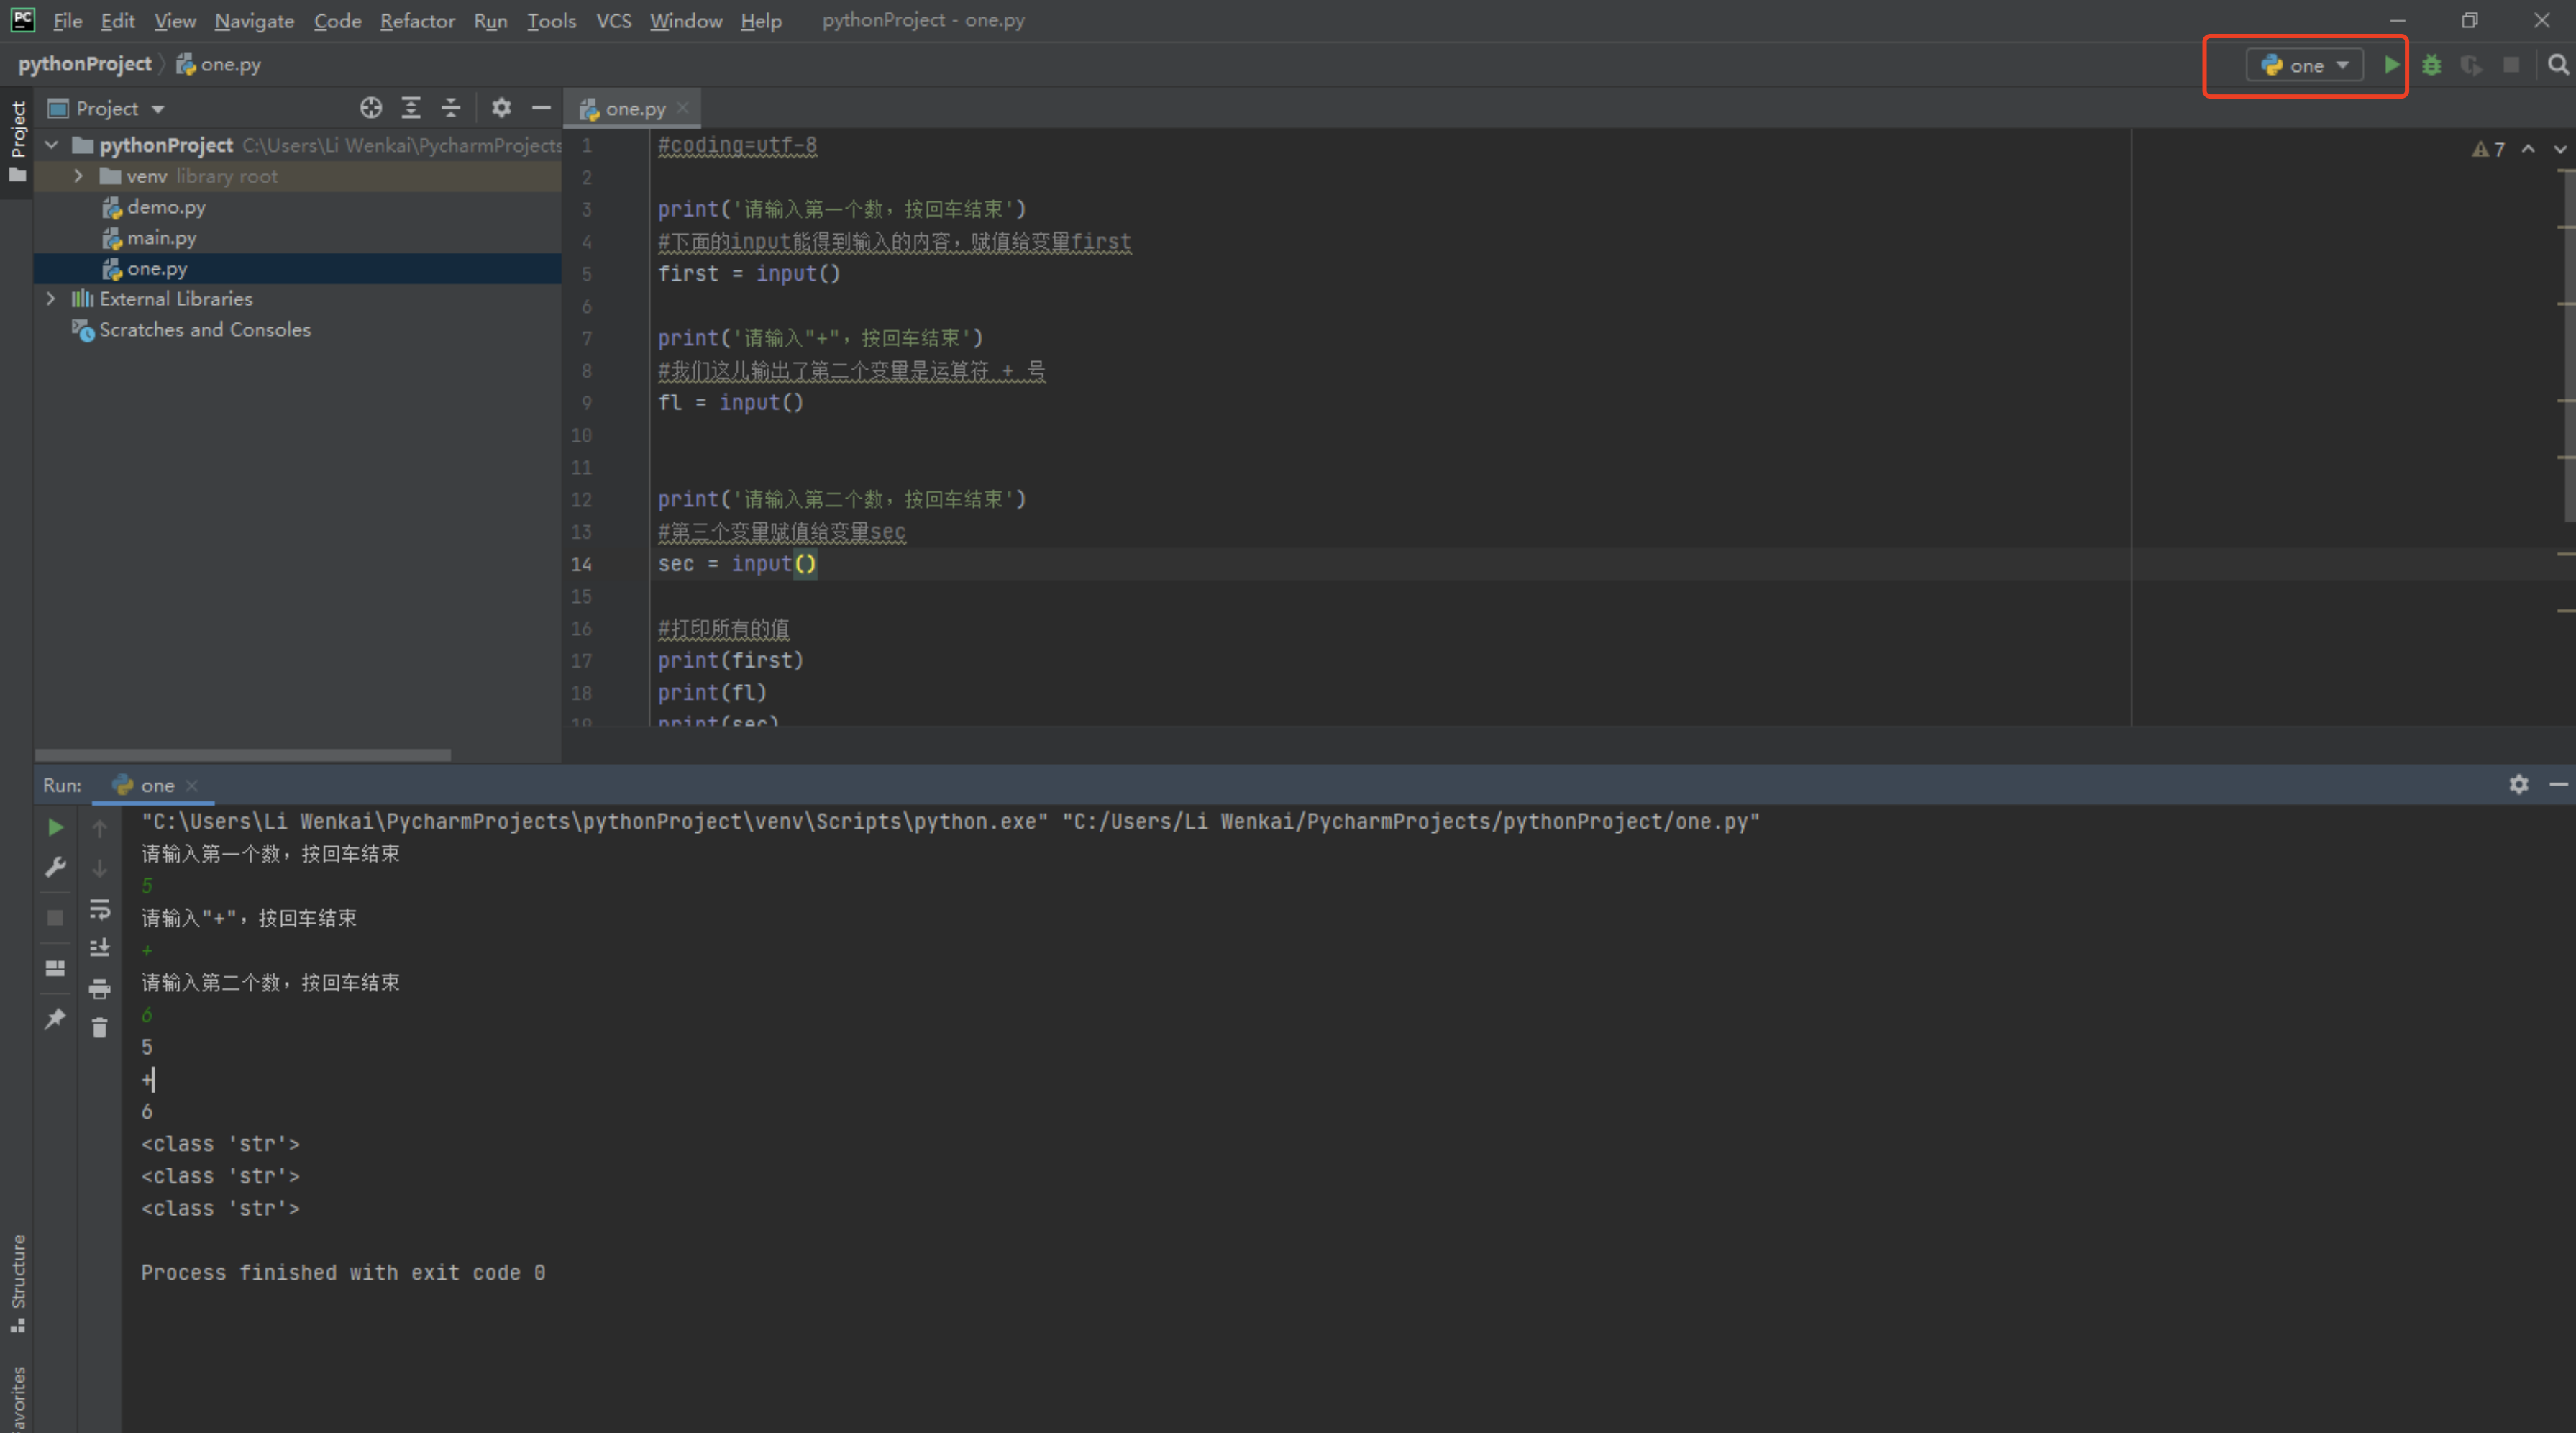 PC File Edit View Navigate Code Refactor Run Tools VCS Window Help pythonProject - one.py
pythonProject one.py
one
Project
Project
one.py
pythonProject C:\Users\Li Wenkai\PycharmProjects
venv library root
demo.py
main.py
one.py
External Libraries
Scratches and Consoles
7
1 #coding=utf-8
2
3 print('请输入第一个数，按回车结束')
4 #下面的input能得到输入的内容，赋值给变量first
5 first = input()
6
7 print('请输入"+"，按回车结束')
8 #我们这儿输出了第二个变量是运算符 + 号
9 fl = input()
10
11
12 print('请输入第二个数，按回车结束')
13 #第三个变量赋值给变量sec
14 sec = input()
15
16 #打印所有的值
17 print(first)
18 print(fl)
19 print(sec)
Run: one
"C:\Users\Li Wenkai\PycharmProjects\pythonProject\venv\Scripts\python.exe" "C:/Users/Li Wenkai/PycharmProjects/pythonProject/one.py"
请输入第一个数，按回车结束
5
请输入"+"，按回车结束
+
请输入第二个数，按回车结束
6
5
+
6
<class 'str'>
<class 'str'>
<class 'str'>
Process finished with exit code 0
Structure
avorites